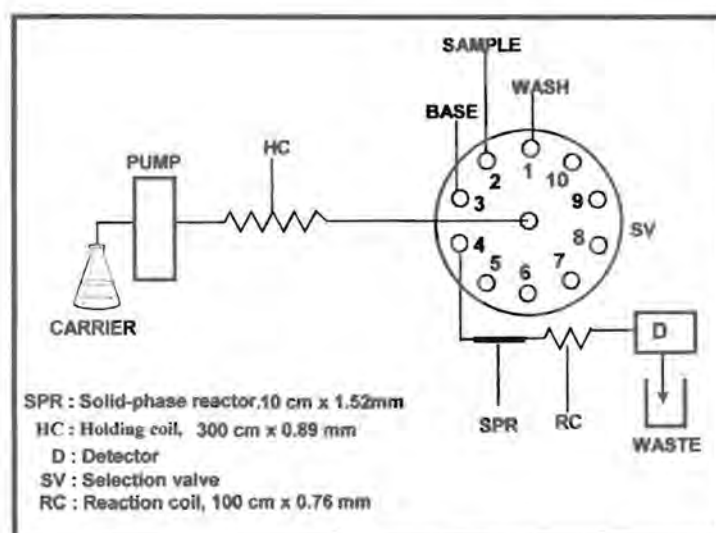 SAMPLE
WASH
BASE
HC
PUMP
1
2
10
3
9
SV
4
8
5
6
7
CARRIER
D
SPR
RC
WASTE
SPR : Solid-phase reactor,10 cm x 1.52mm
HC : Holding coil, 300 cm x 0.89 mm
D : Detector
SV : Selection valve
RC : Reaction coil, 100 cm x 0.76 mm